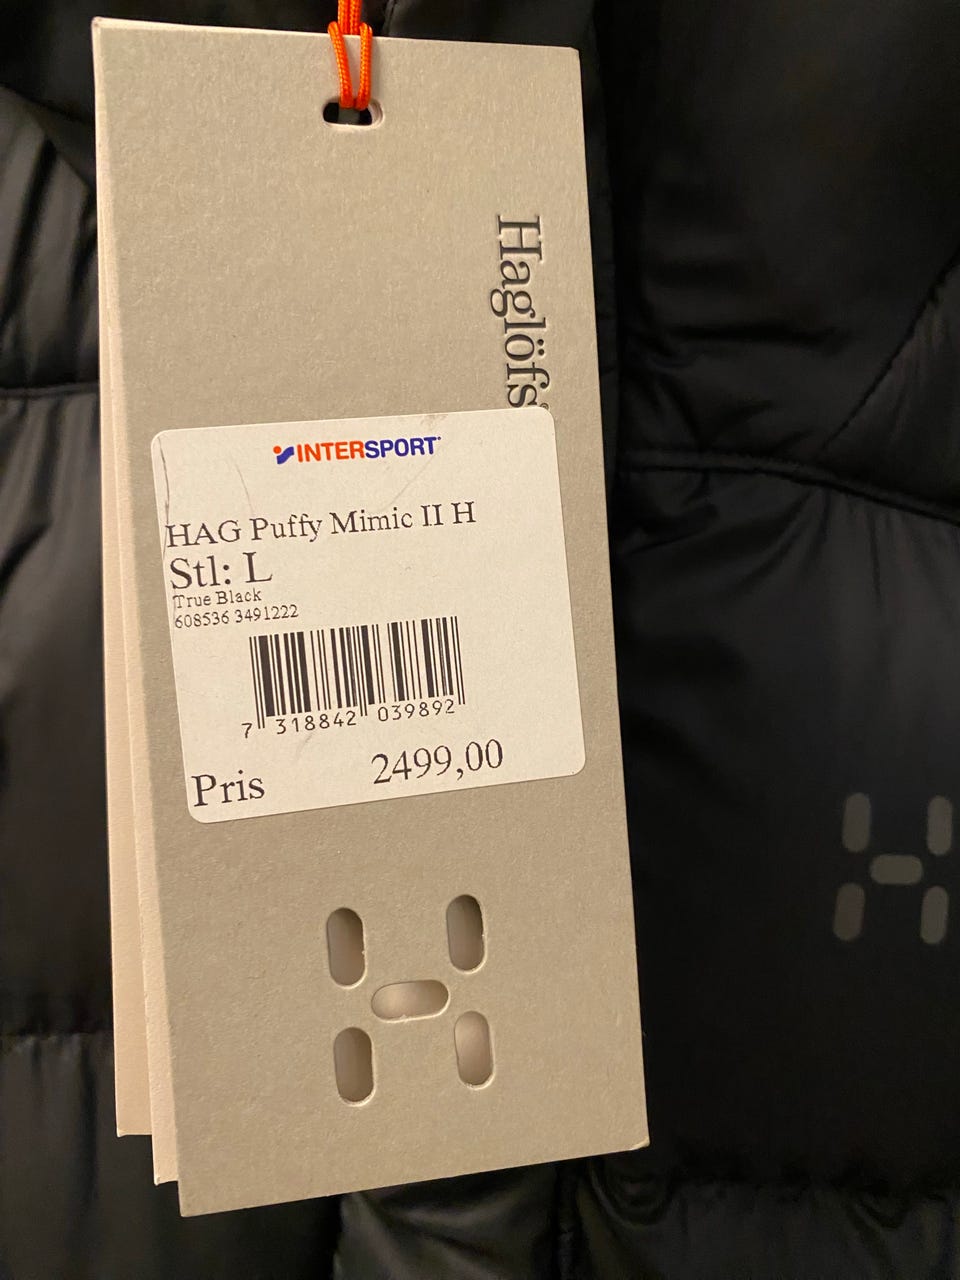 Haglöfs
INTERSPORT
HAG Puffy Mimic II H
Stl: L
True Black
608536 3491222
7 318842 039892
Pris 2499,00